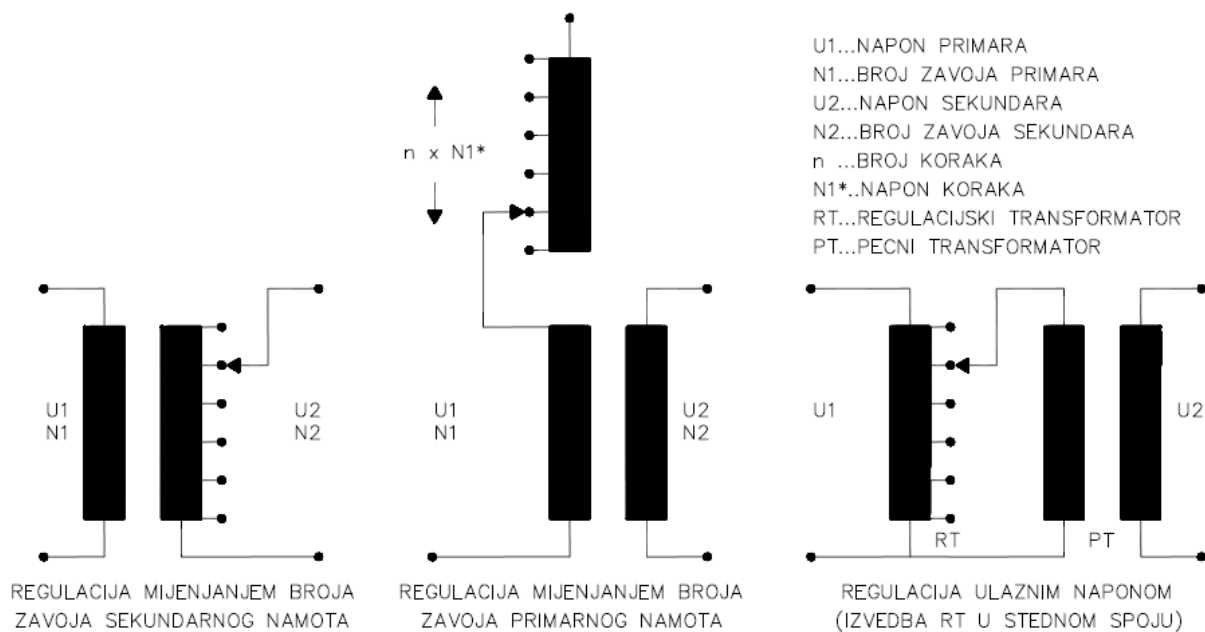 U1...NAPON PRIMARA
N1...BROJ ZAVOJA PRIMARA
U2...NAPON SEKUNDARA
N2...BROJ ZAVOJA SEKUNDARA
n ...BROJ KORAKA
N1*..NAPON KORAKA
RT...REGULACIJSKI TRANSFORMATOR
PT...PECNI TRANSFORMATOR
n x N1*
U1
N1
U2
N2
U1
N1
U2
N2
U1
U2
RT
PT
REGULACIJA MIJENJANJEM BROJA
ZAVOJA SEKUNDARNOG NAMOTA
REGULACIJA MIJENJANJEM BROJA
ZAVOJA PRIMARNOG NAMOTA
REGULACIJA ULAZNIM NAPONOM
(IZVEDBA RT U STEDNOM SPOJU)